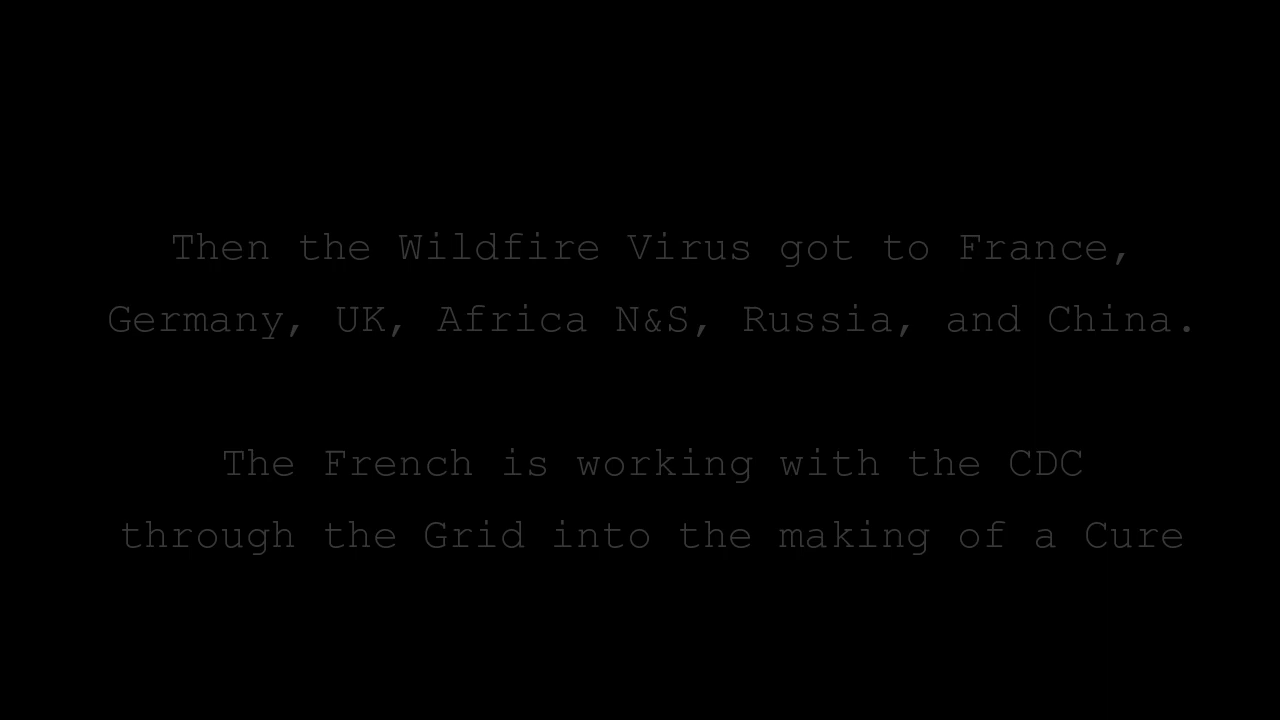 Then the Wildfire Virus got to France,
Germany, UK, Africa N&S, Russia, and China.
The French is working with the CDC
through the Grid into the making of a Cure